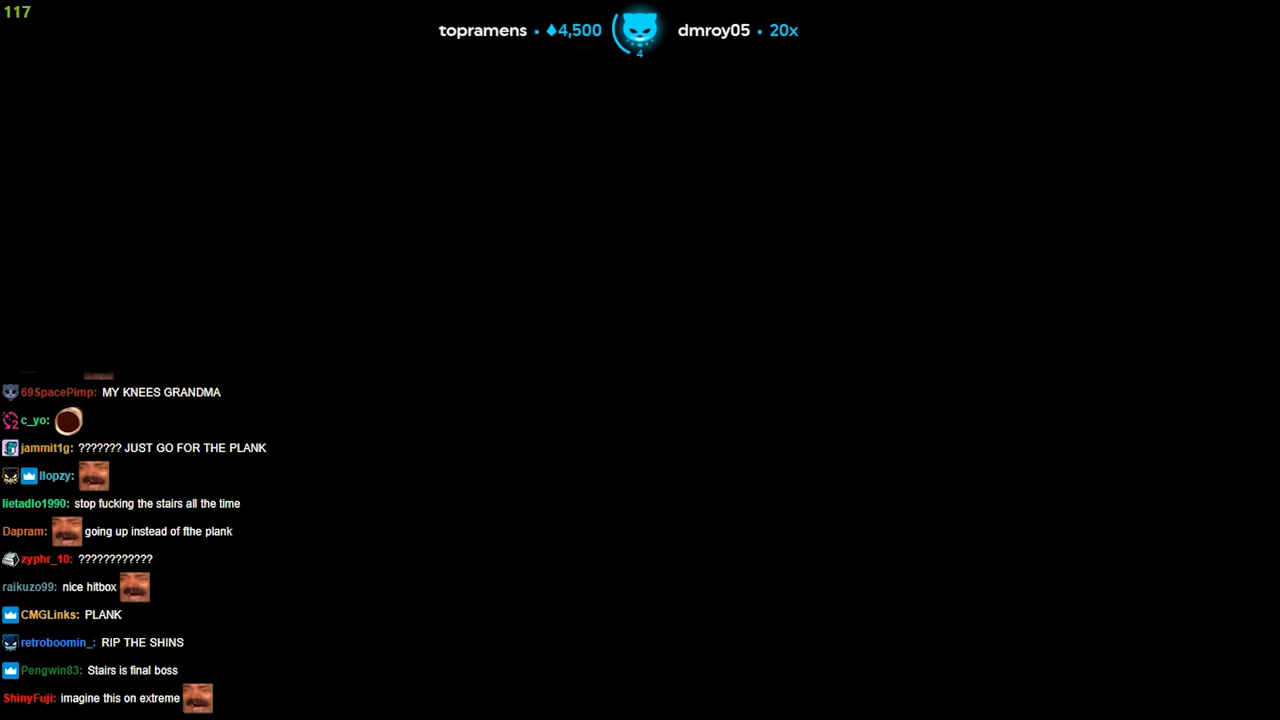 117
topramens • 4,500
4
dmroy05 • 20x
69SpacePimp: MY KNEES GRANDMA
c_yo:
jammit1g: ??????? JUST GO FOR THE PLANK
llopzy:
lietadlo1990: stop fucking the stairs all the time
Dapram: going up instead of fthe plank
zyphr_10: ????????????
raikuzo99: nice hitbox
CMGLinks: PLANK
retroboomin_: RIP THE SHINS
Pengwin83: Stairs is final boss
ShinyFuji: imagine this on extreme